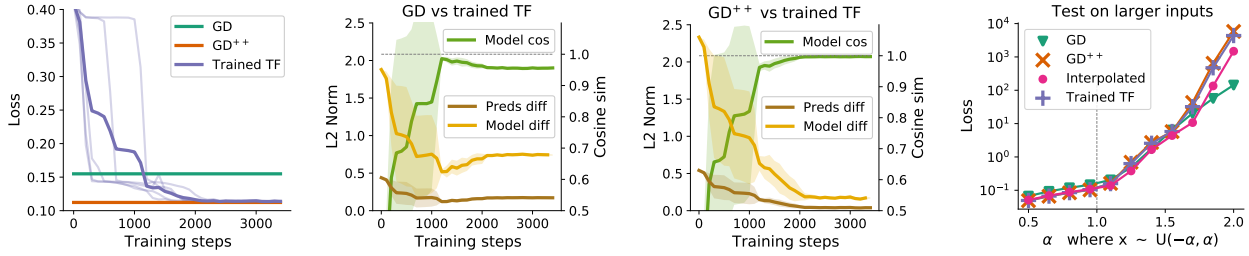 0.40
0.35
0.30
0.25
0.20
0.15
0.10
Loss
GD
GD++
Trained TF
0
1000
2000
3000
Training steps
GD vs trained TF
2.5
2.0
1.5
1.0
0.5
0.0
L2 Norm
Model cos
Preds diff
Model diff
1.0
0.9
0.8
0.7
0.6
0.5
Cosine sim
0
1000
2000
3000
Training steps
GD++ vs trained TF
2.5
2.0
1.5
1.0
0.5
0.0
L2 Norm
Model cos
Preds diff
Model diff
1.0
0.9
0.8
0.7
0.6
0.5
Cosine sim
0
1000
2000
3000
Training steps
Test on larger inputs
10⁴
10³
10²
10¹
10⁰
10⁻¹
Loss
GD
GD++
Interpolated
Trained TF
0.5
1.0
1.5
2.0
α where x ~ U(−α, α)